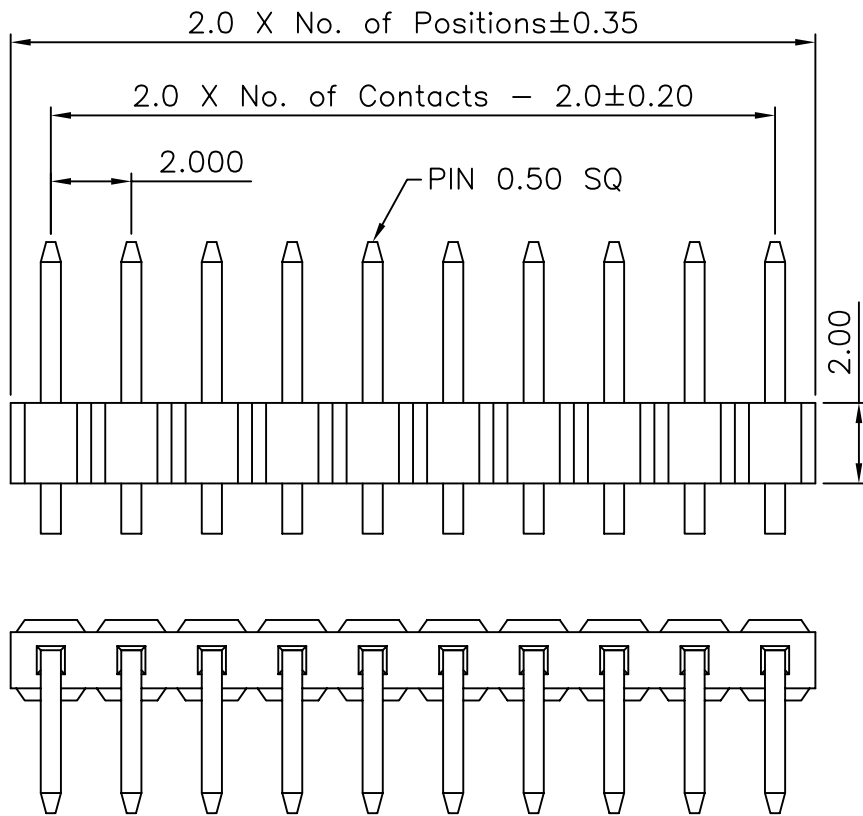 2.0 X No. of Positions±0.35
2.0 X No. of Contacts - 2.0±0.20
2.000
PIN 0.50 SQ
2.00